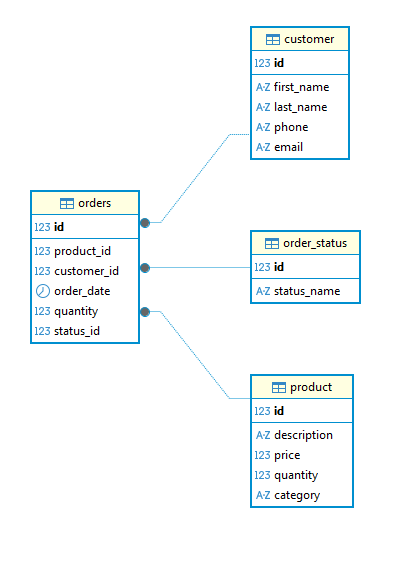 customer
123 id
A-Z first_name
A-Z last_name
A-Z phone
A-Z email
orders
123 id
123 product_id
123 customer_id
order_date
123 quantity
123 status_id
order_status
123 id
A-Z status_name
product
123 id
A-Z description
123 price
123 quantity
A-Z category